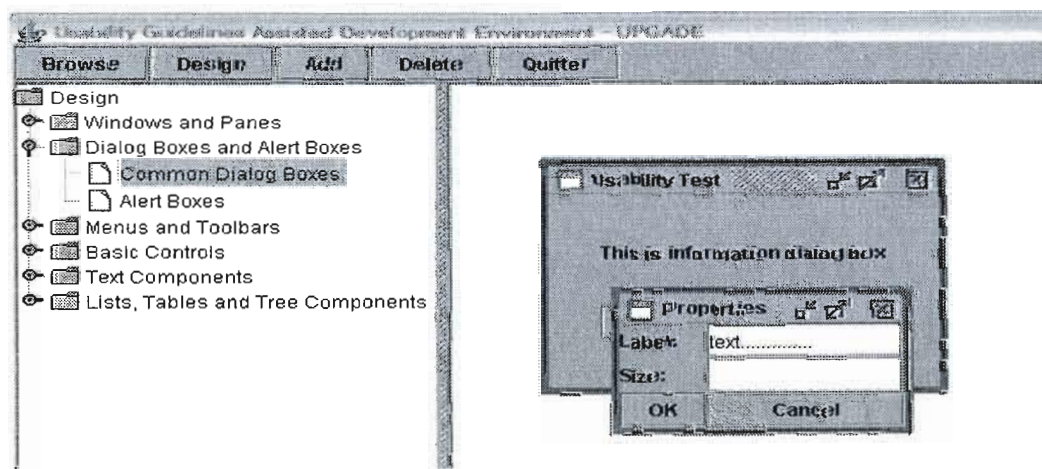 Usability Guidelines Assisted Development Environment - UPGADE
Browse Design Add Delete Quitter
Design
Windows and Panes
Dialog Boxes and Alert Boxes
Common Dialog Boxes
Alert Boxes
Menus and Toolbars
Basic Controls
Text Components
Lists, Tables and Tree Components
Usability Test
This is information dialog box
Properties
Label: text..............
Size:
OK Cancel